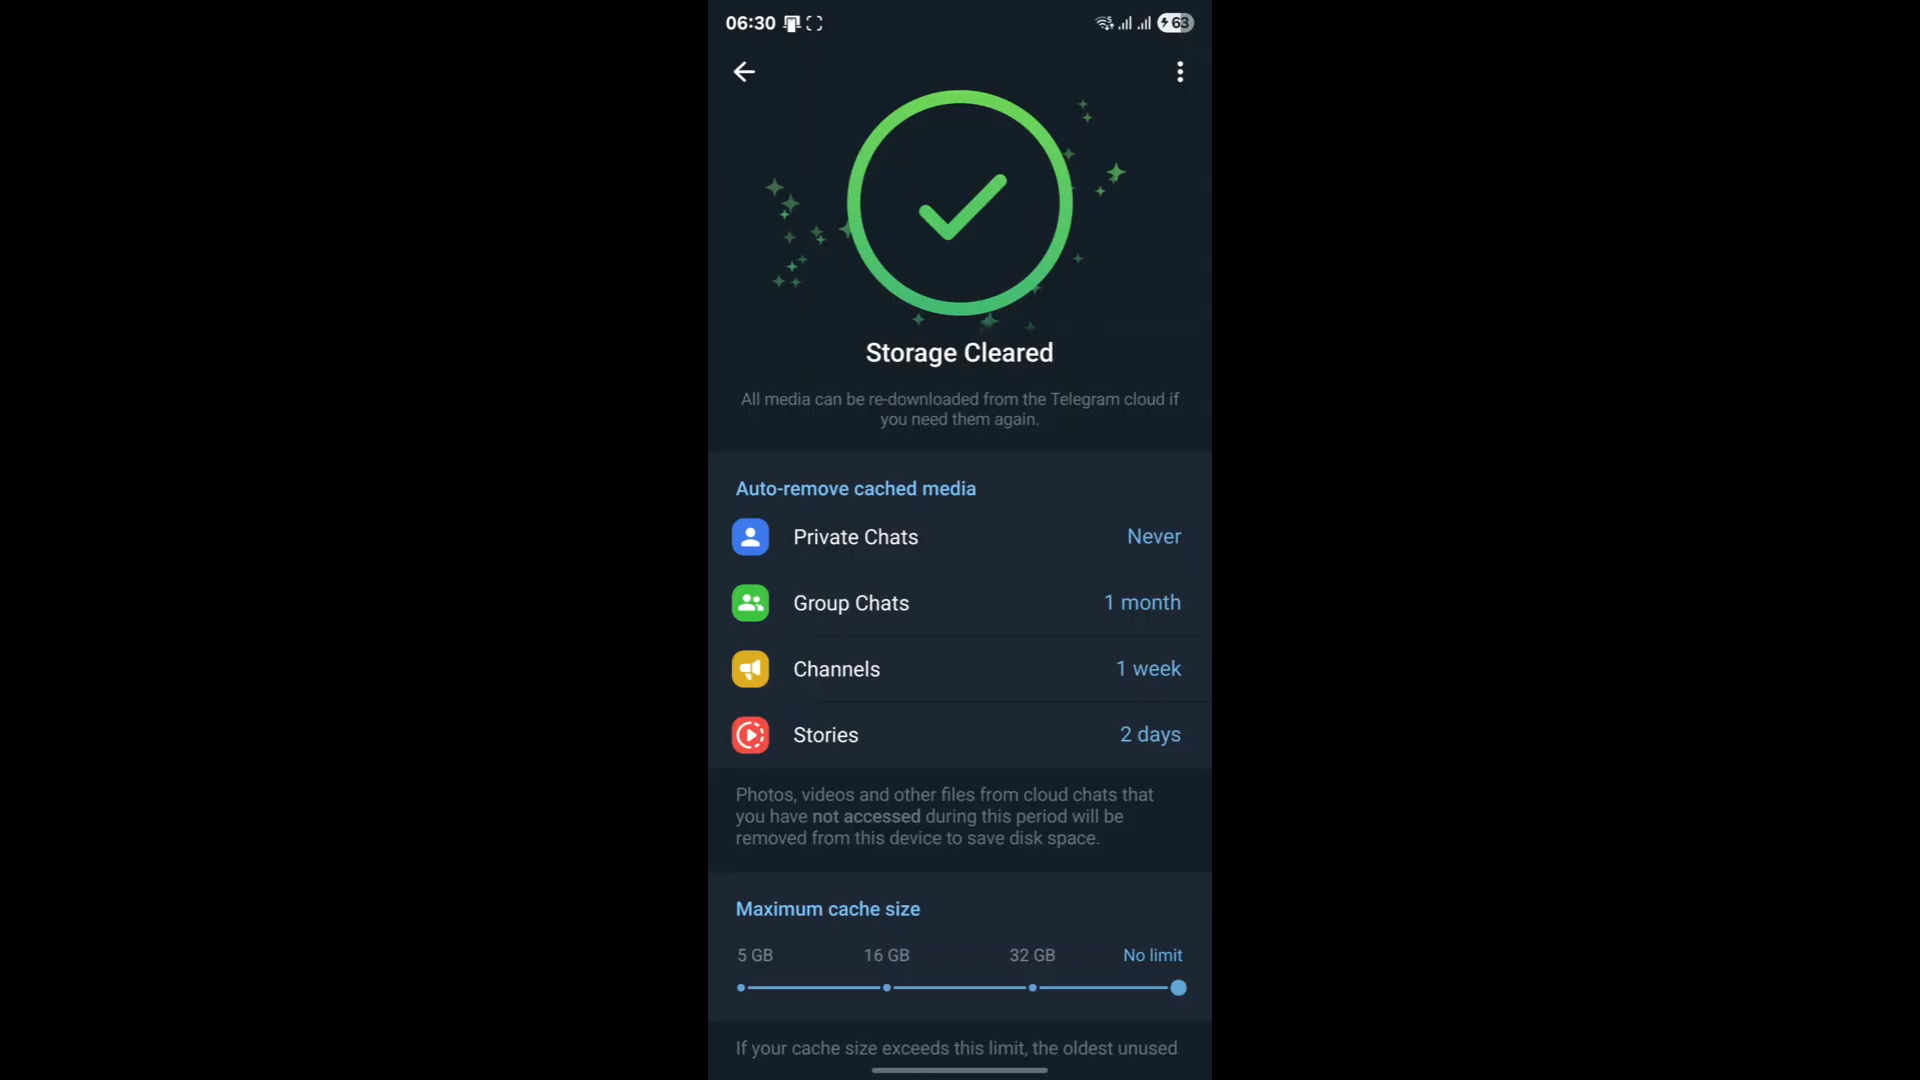 06:30
63
Storage Cleared
All media can be re-downloaded from the Telegram cloud if
you need them again.
Auto-remove cached media
Private Chats Never
Group Chats 1 month
Channels 1 week
Stories 2 days
Photos, videos and other files from cloud chats that
you have not accessed during this period will be
removed from this device to save disk space.
Maximum cache size
5 GB 16 GB 32 GB No limit
If your cache size exceeds this limit, the oldest unused